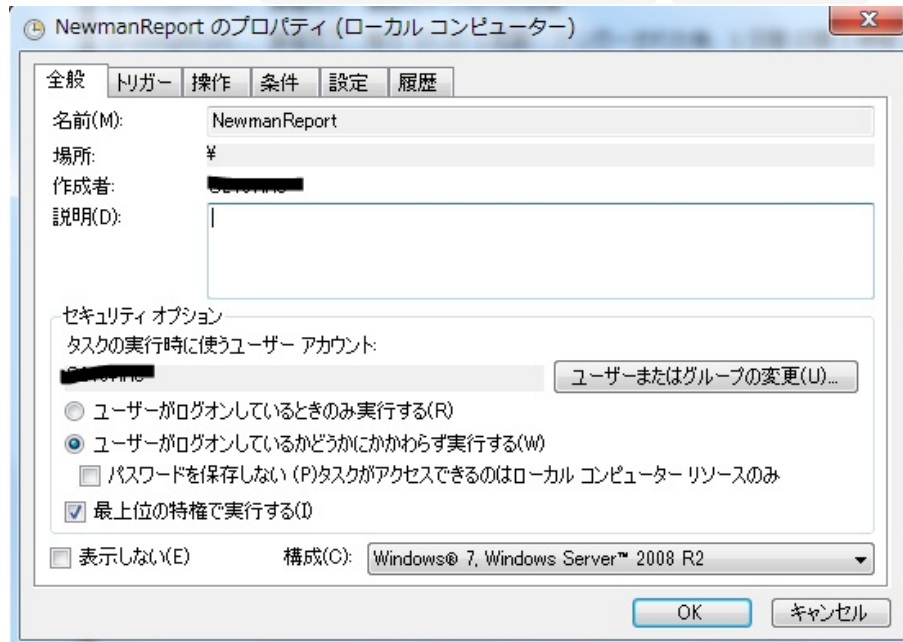 NewmanReport のプロパティ (ローカル コンピューター)
全般 トリガー 操作 条件 設定 履歴
名前(M): NewmanReport
場所: ¥
作成者:
説明(D):
セキュリティ オプション
タスクの実行時に使うユーザー アカウント:
ユーザーまたはグループの変更(U)...
ユーザーがログオンしているときのみ実行する(R)
ユーザーがログオンしているかどうかにかかわらず実行する(W)
パスワードを保存しない (P)タスクがアクセスできるのはローカル コンピューター リソースのみ
最上位の特権で実行する(I)
表示しない(E) 構成(C): Windows® 7, Windows Server™ 2008 R2
OK キャンセル